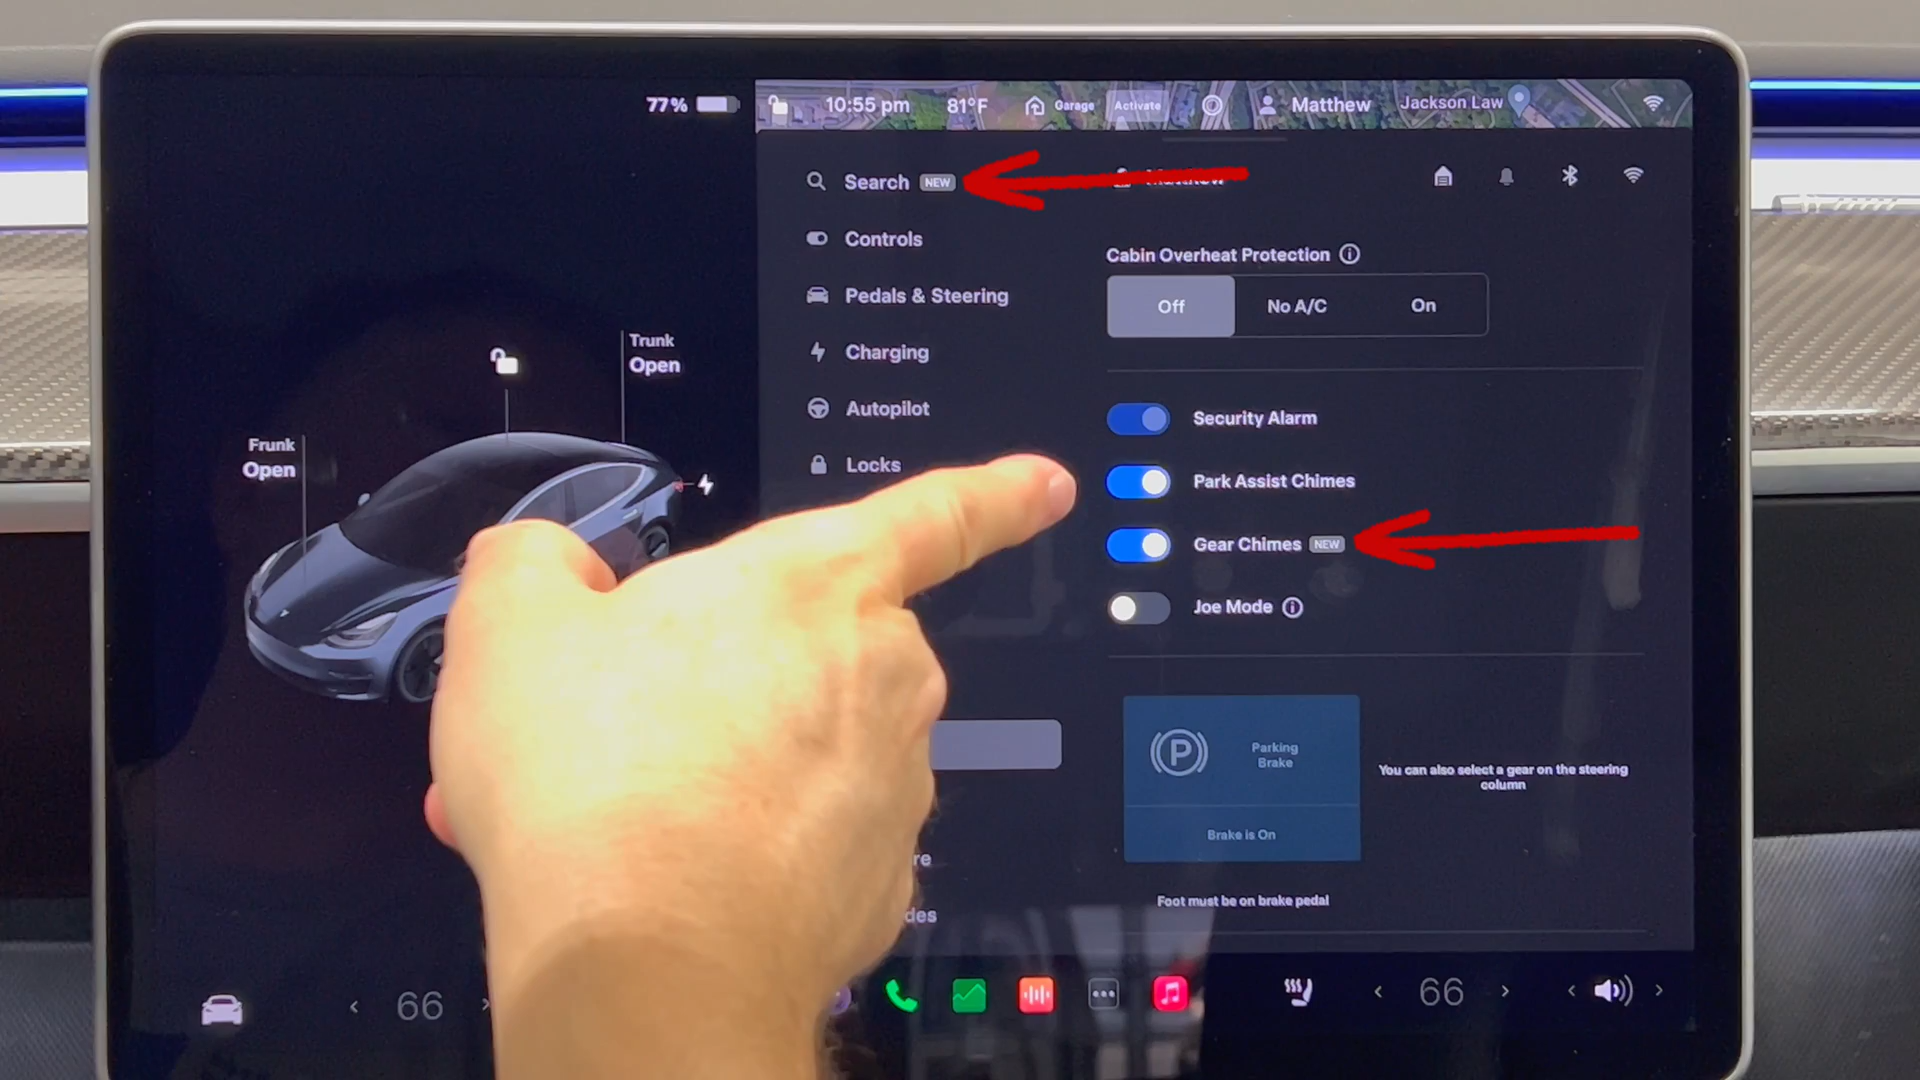 77%
10:55 pm 81°F Garage Activate Matthew Jackson Law
Search NEW
Controls
Pedals & Steering
Charging
Autopilot
Locks
re
des
Trunk
Open
Frunk
Open
Cabin Overheat Protection
Off No A/C On
Security Alarm
Park Assist Chimes
Gear Chimes NEW
Joe Mode
P Parking
Brake
Brake is On
You can also select a gear on the steering
column
Foot must be on brake pedal
66
66